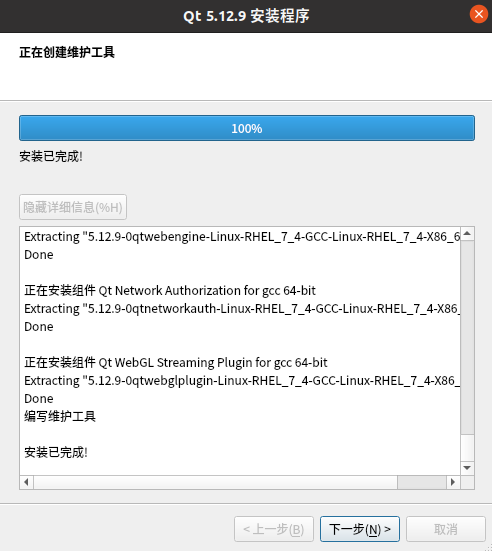 Qt 5.12.9 安装程序
正在创建维护工具
100%
安装已完成!
隐藏详细信息(%H)
Extracting "5.12.9-0qtwebengine-Linux-RHEL_7_4-GCC-Linux-RHEL_7_4-X86_6
Done
正在安装组件 Qt Network Authorization for gcc 64-bit
Extracting "5.12.9-0qtnetworkauth-Linux-RHEL_7_4-GCC-Linux-RHEL_7_4-X86_
Done
正在安装组件 Qt WebGL Streaming Plugin for gcc 64-bit
Extracting "5.12.9-0qtwebglplugin-Linux-RHEL_7_4-GCC-Linux-RHEL_7_4-X86_
Done
编写维护工具
安装已完成!
< 上一步(B) 下一步(N) > 取消